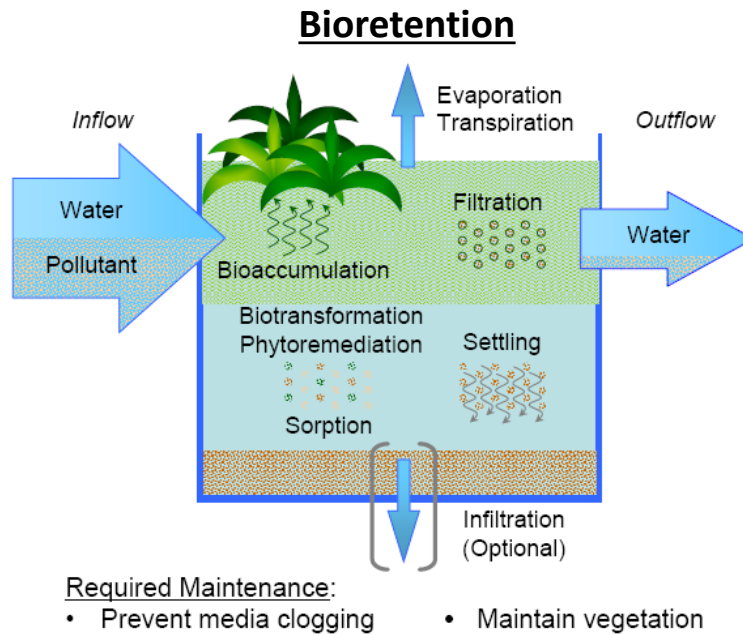 Bioretention
Inflow
Evaporation
Transpiration
Outflow
Water
Pollutant
Bioaccumulation
Filtration
Water
Biotransformation
Phytoremediation
Sorption
Settling
Infiltration
(Optional)
Required Maintenance:
• Prevent media clogging
• Maintain vegetation